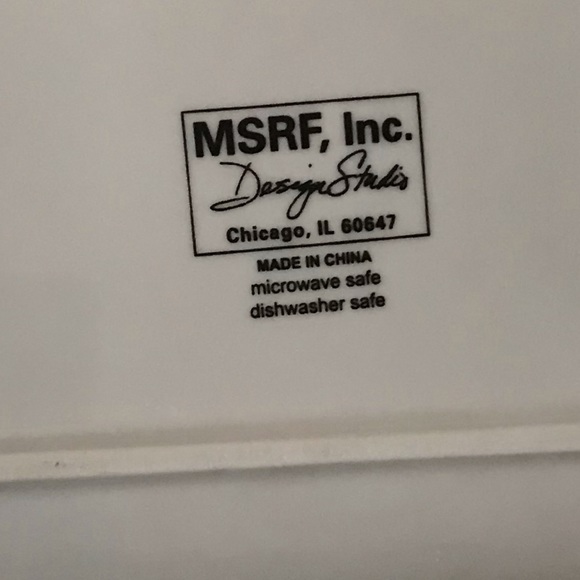 MSRF, Inc.
Design Studio
Chicago, IL 60647
MADE IN CHINA
microwave safe
dishwasher safe